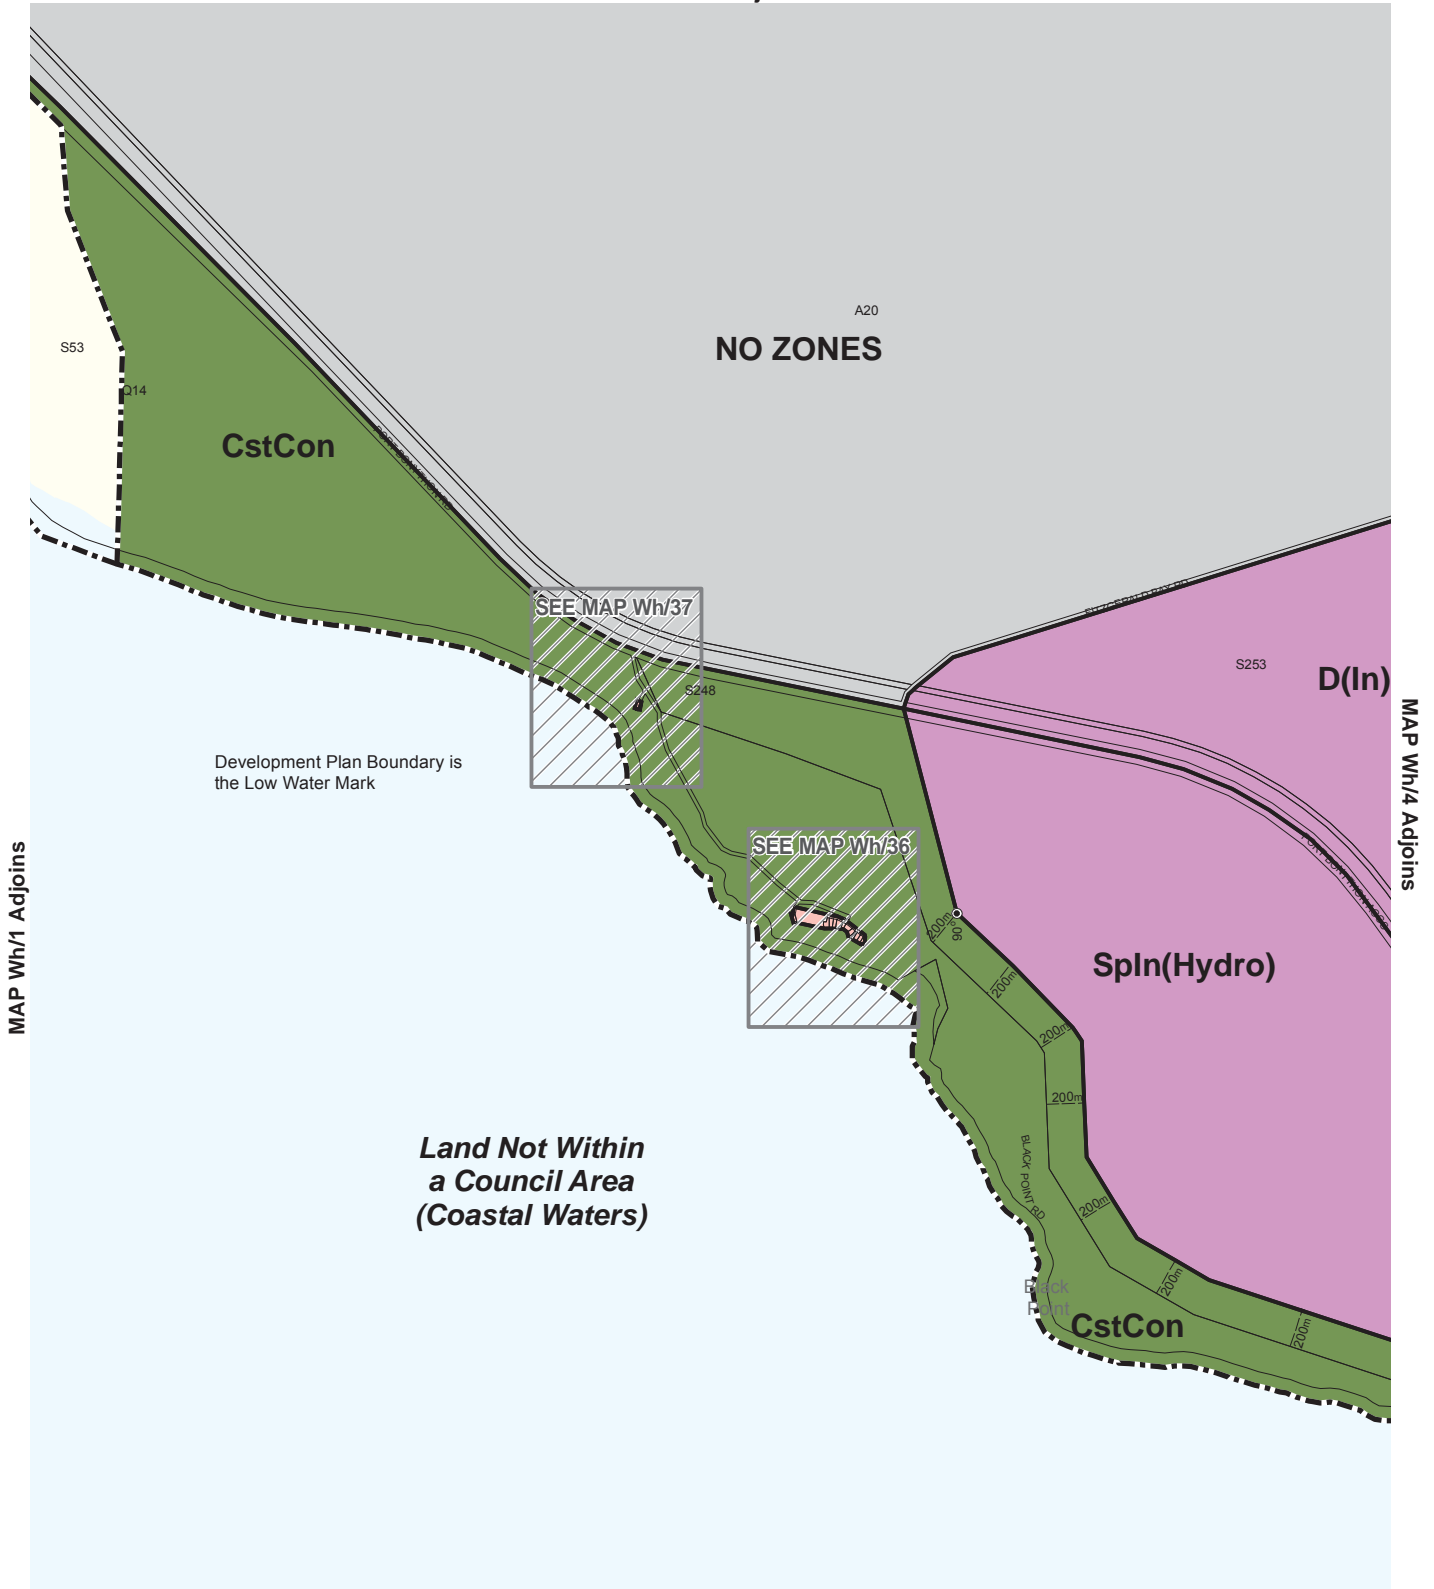 A20
NO ZONES
S53
Q14
CstCon
SEE MAP Wh/37
S248
S253
D(In)
MAP Wh/4 Adjoins
Development Plan Boundary is
the Low Water Mark
SEE MAP Wh/36
MAP Wh/1 Adjoins
200m
90°
SpIn(Hydro)
200m
200m
200m
Land Not Within
a Council Area
(Coastal Waters)
BLACK POINT RD
200m
200m
Black
Point
CstCon
200m